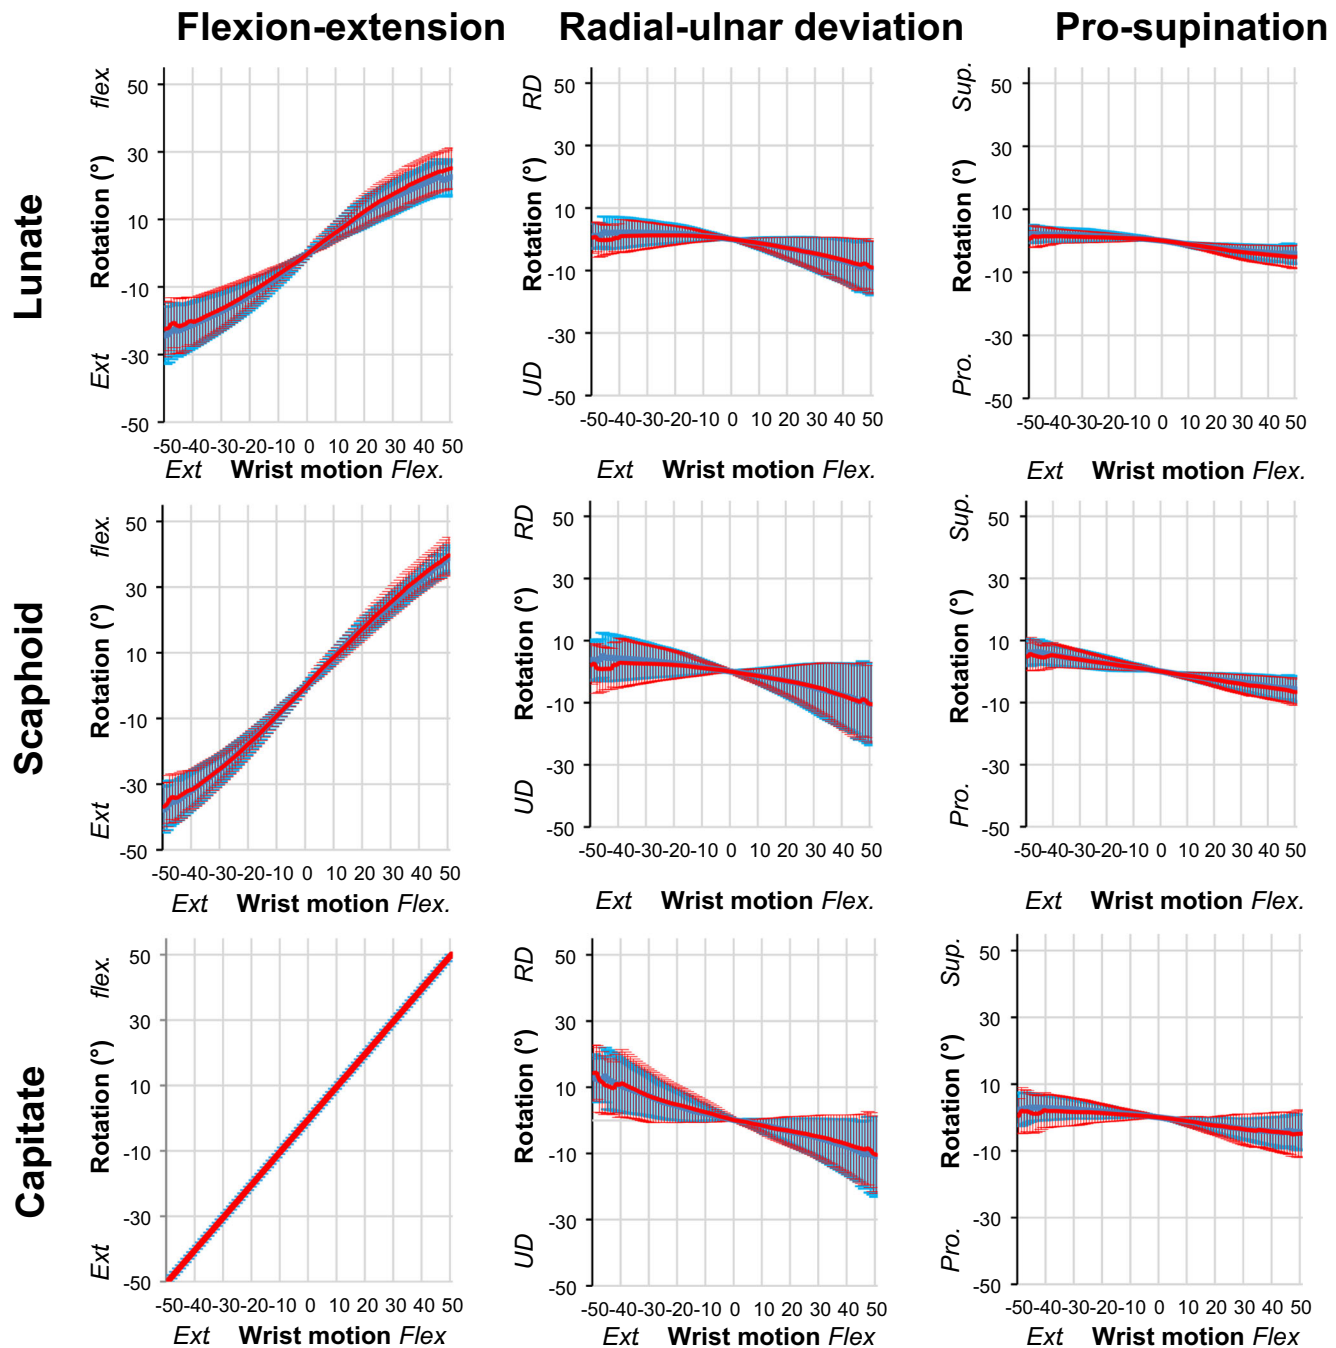 Flexion-extension Radial-ulnar deviation Pro-supination
Lunate
flex.
Rotation (°)
Ext
50
30
10
-10
-30
-50
-50-40-30-20-10 0 10 20 30 40 50
Ext Wrist motion Flex.
RD
Rotation (°)
UD
50
30
10
-10
-30
-50
-50-40-30-20-10 0 10 20 30 40 50
Ext Wrist motion Flex.
Sup.
Rotation (°)
Pro.
50
30
10
-10
-30
-50
-50-40-30-20-10 0 10 20 30 40 50
Ext Wrist motion Flex.
Scaphoid
flex.
Rotation (°)
Ext
50
30
10
-10
-30
-50
-50-40-30-20-10 0 10 20 30 40 50
Ext Wrist motion Flex.
RD
Rotation (°)
UD
50
30
10
-10
-30
-50
-50-40-30-20-10 0 10 20 30 40 50
Ext Wrist motion Flex.
Sup.
Rotation (°)
Pro.
50
30
10
-10
-30
-50
-50-40-30-20-10 0 10 20 30 40 50
Ext Wrist motion Flex.
Capitate
flex.
Rotation (°)
Ext
50
30
10
-10
-30
-50
-50-40-30-20-10 0 10 20 30 40 50
Ext Wrist motion Flex
RD
Rotation (°)
UD
50
30
10
-10
-30
-50
-50-40-30-20-10 0 10 20 30 40 50
Ext Wrist motion Flex
Sup.
Rotation (°)
Pro.
50
30
10
-10
-30
-50
-50-40-30-20-10 0 10 20 30 40 50
Ext Wrist motion Flex